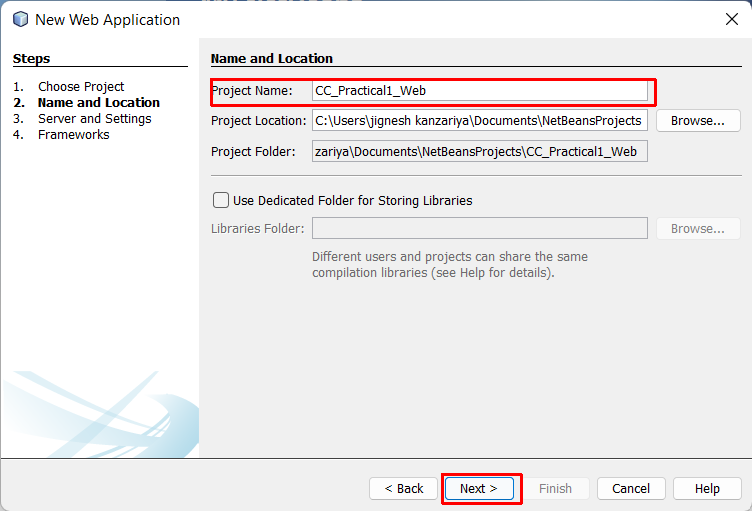 New Web Application
Steps
1. Choose Project
2. Name and Location
3. Server and Settings
4. Frameworks
Name and Location
Project Name: CC_Practical1_Web
Project Location: C:\Users\jignesh kanzariya\Documents\NetBeansProjects Browse...
Project Folder: zariya\Documents\NetBeansProjects\CC_Practical1_Web
Use Dedicated Folder for Storing Libraries
Libraries Folder: Browse...
Different users and projects can share the same
compilation libraries (see Help for details).
< Back Next > Finish Cancel Help